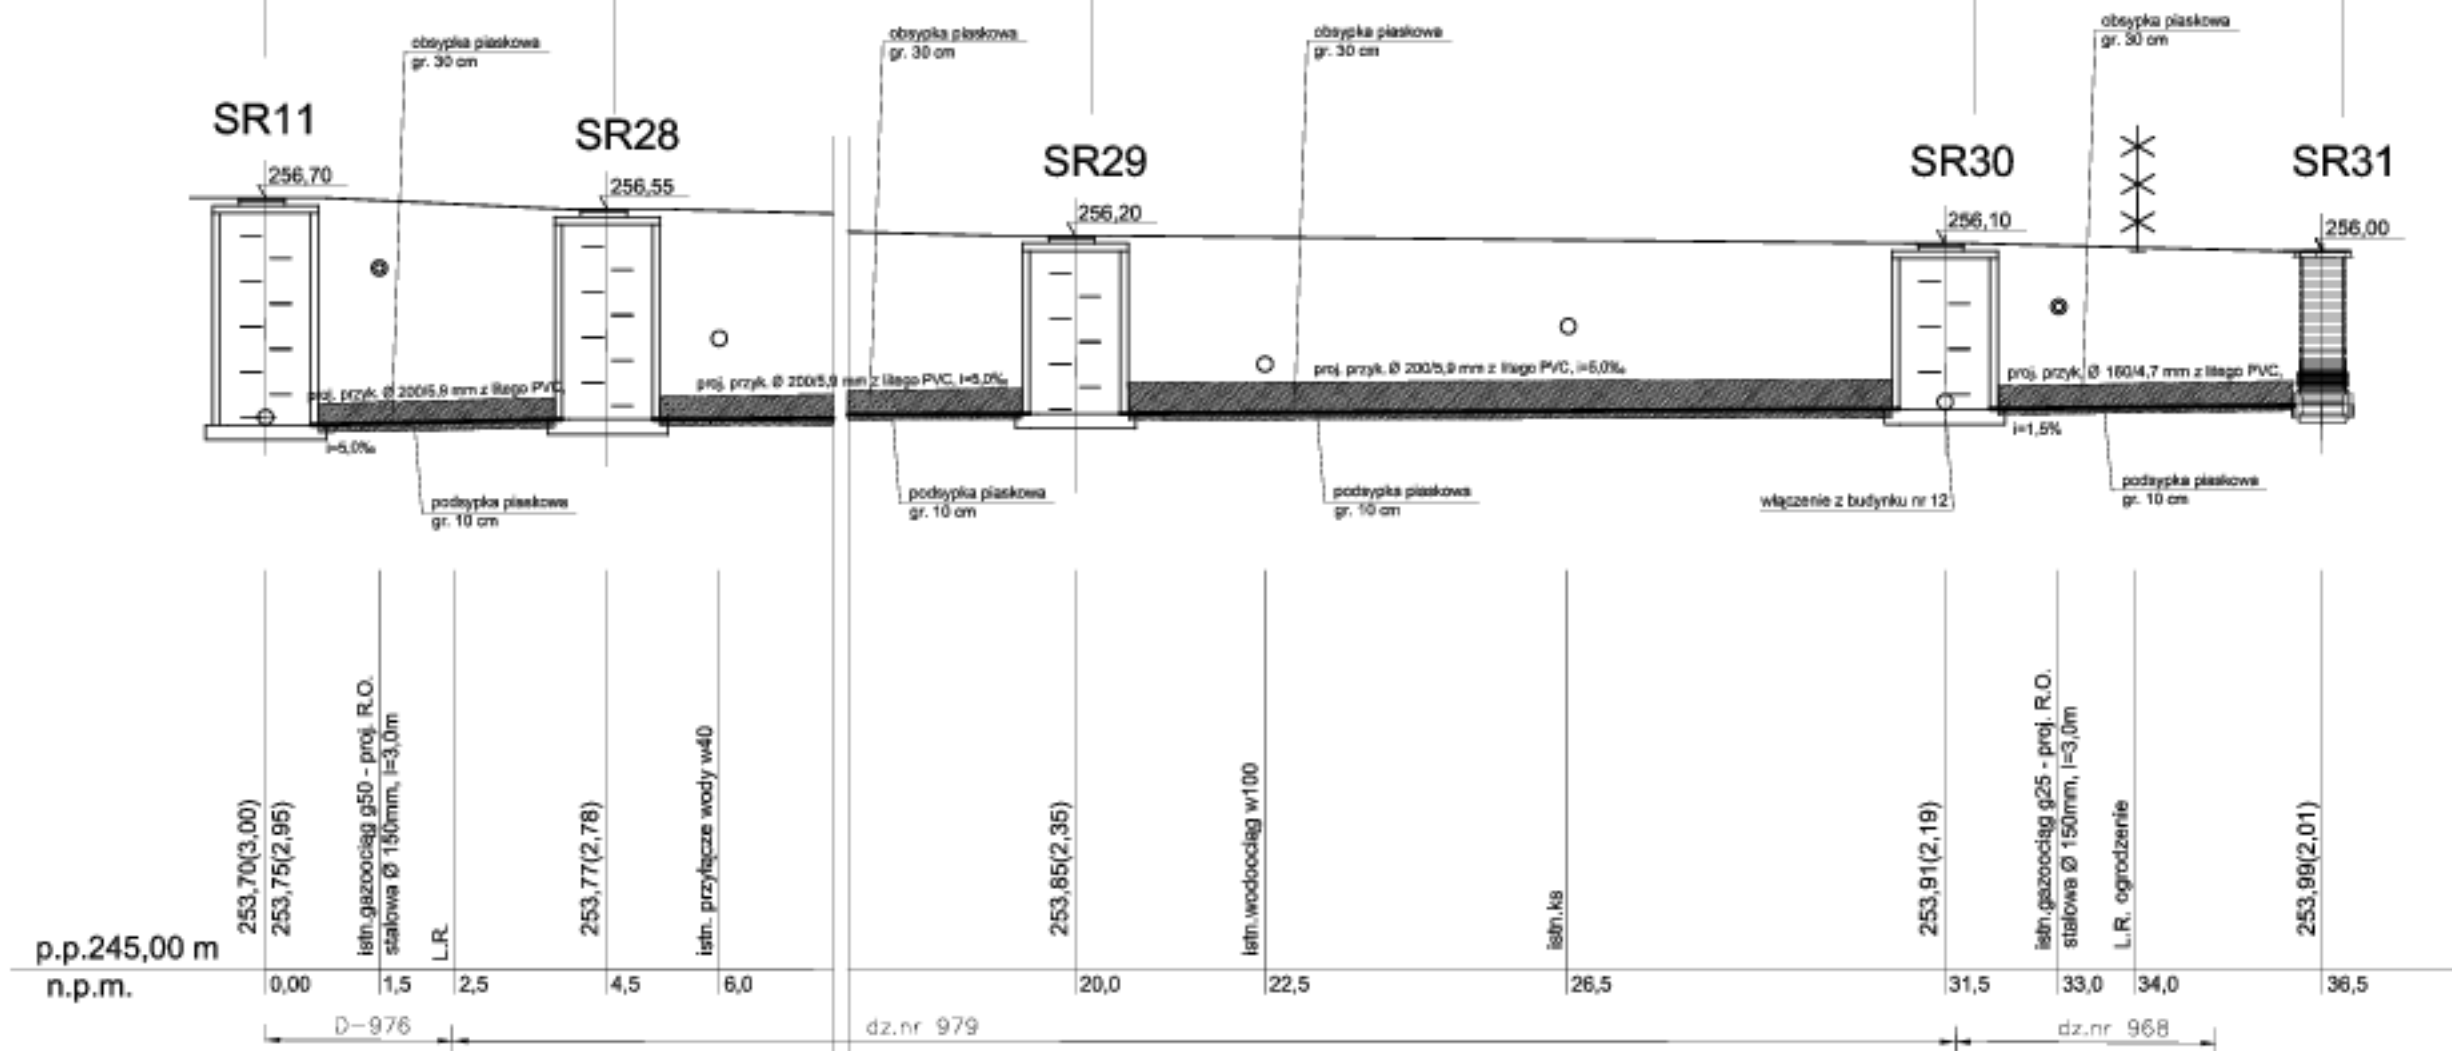 obsypka piaskowa
gr. 30 cm
obsypka piaskowa
gr. 30 cm
obsypka piaskowa
gr. 30 cm
obsypka piaskowa
gr. 30 cm
SR11
SR28
SR29
SR30
SR31
256,70
256,55
256,20
256,10
256,00
proj. przyk. Ø 200/5,9 mm z litego PVC,
i=5,0‰
proj. przyk. Ø 200/5,9 mm z litego PVC, i=5,0‰
proj. przyk. Ø 200/5,9 mm z litego PVC, i=5,0‰
proj. przyk. Ø 160/4,7 mm z litego PVC,
i=1,5%
podsypka piaskowa
gr. 10 cm
podsypka piaskowa
gr. 10 cm
podsypka piaskowa
gr. 10 cm
włączenie z budynku nr 12
podsypka piaskowa
gr. 10 cm
253,70(3,00)
253,75(2,95)
istn.gazociąg g50 - proj. R.O.
stalowa Ø 150mm, l=3,0m
L.R.
253,77(2,78)
istn. przyłącze wody w40
253,85(2,35)
istn.wodociąg w100
istn.ks
253,91(2,19)
istn.gazociąg g25 - proj. R.O.
stalowa Ø 150mm, l=3,0m
L.R. ogrodzenie
253,99(2,01)
p.p.245,00 m
n.p.m.
0,00
1,5
2,5
4,5
6,0
20,0
22,5
26,5
31,5
33,0
34,0
36,5
D-976
dz.nr 979
dz.nr 968